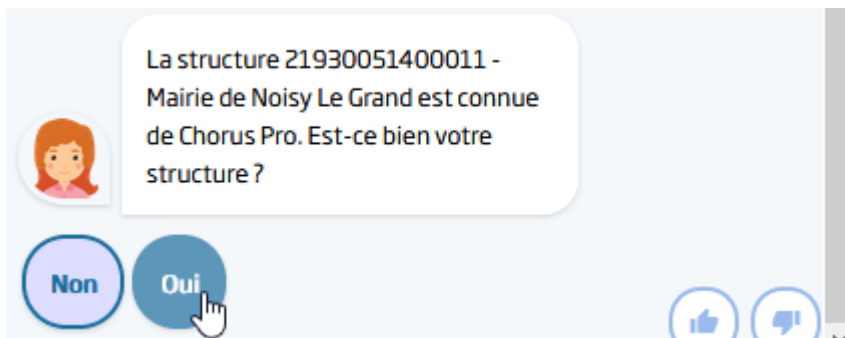 La structure 21930051400011 -
Mairie de Noisy Le Grand est connue
de Chorus Pro. Est-ce bien votre
structure ?
Non
Oui